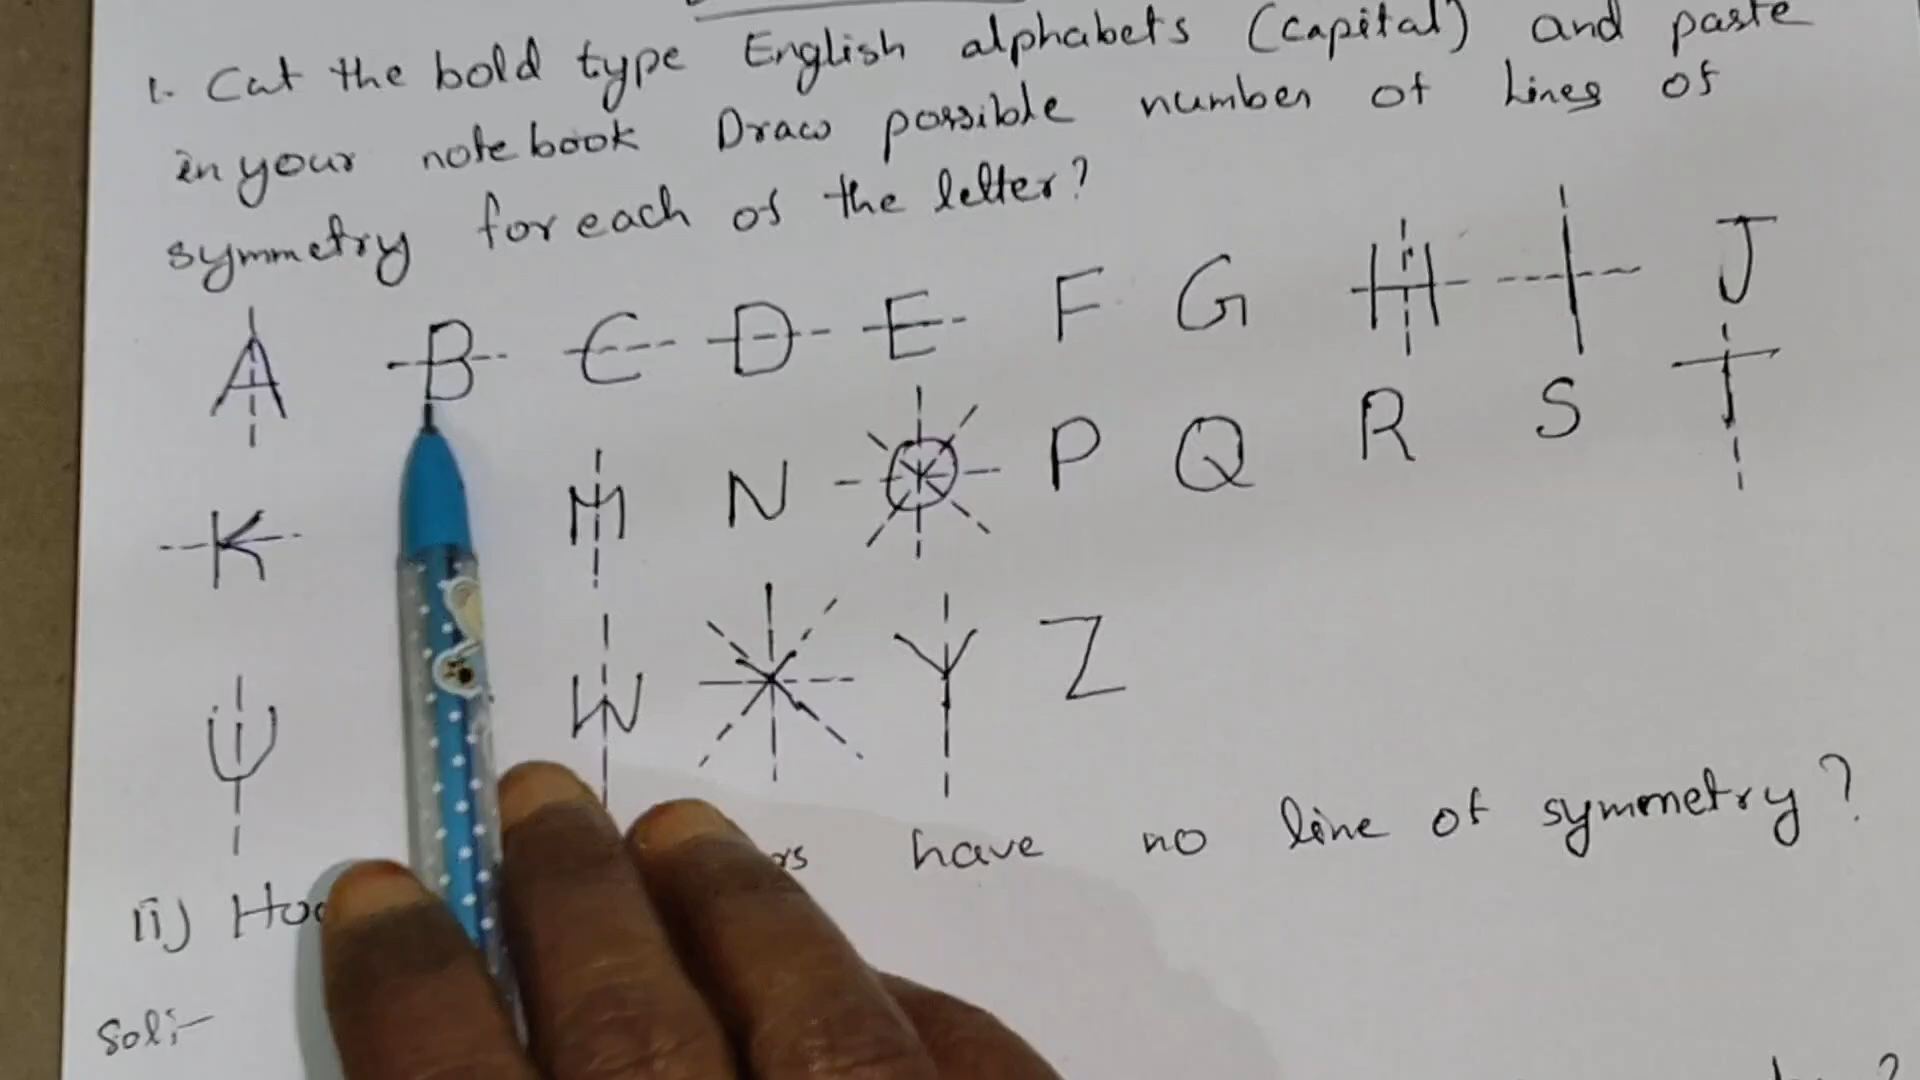 1. Cut the bold type English alphabets (capital) and paste
in your note book Draw possible number of Lines of
symmetry for each of the letter?
A B C D E F G H I J
K M N O P Q R S T
U W X Y Z
have no line of symmetry?
ii)
Sol:-